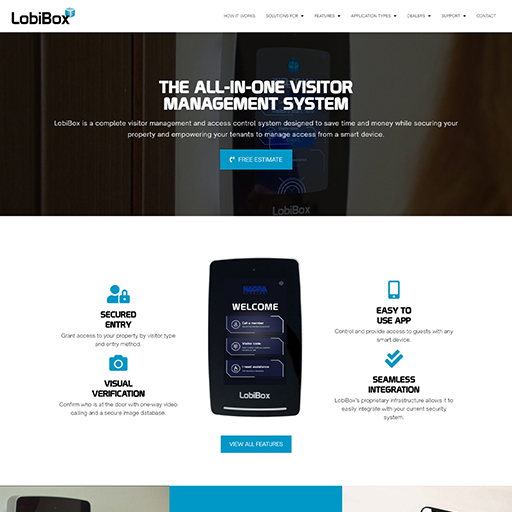 LobiBox
HOW IT WORKS SOLUTIONS FOR FEATURES APPLICATION TYPES DEALERS SUPPORT CONTACT
THE ALL-IN-ONE VISITOR
MANAGEMENT SYSTEM
LobiBox is a complete visitor management and access control system designed to save time and money while securing your
property and empowering your tenants to manage access from a smart device.
FREE ESTIMATE
LobiBox
SECURED
ENTRY
Grant access to your property by visitor type
and entry method.
VISUAL
VERIFICATION
Confirm who is at the door with one-way video
calling and a secure image database.
WELCOME
Call a member
Visitor code
I need assistance
LobiBox
EASY TO
USE APP
Control and provide access to guests with any
smart device.
SEAMLESS
INTEGRATION
LobiBox's proprietary infrastructure allows it to
easily integrate with your current security
system.
VIEW ALL FEATURES